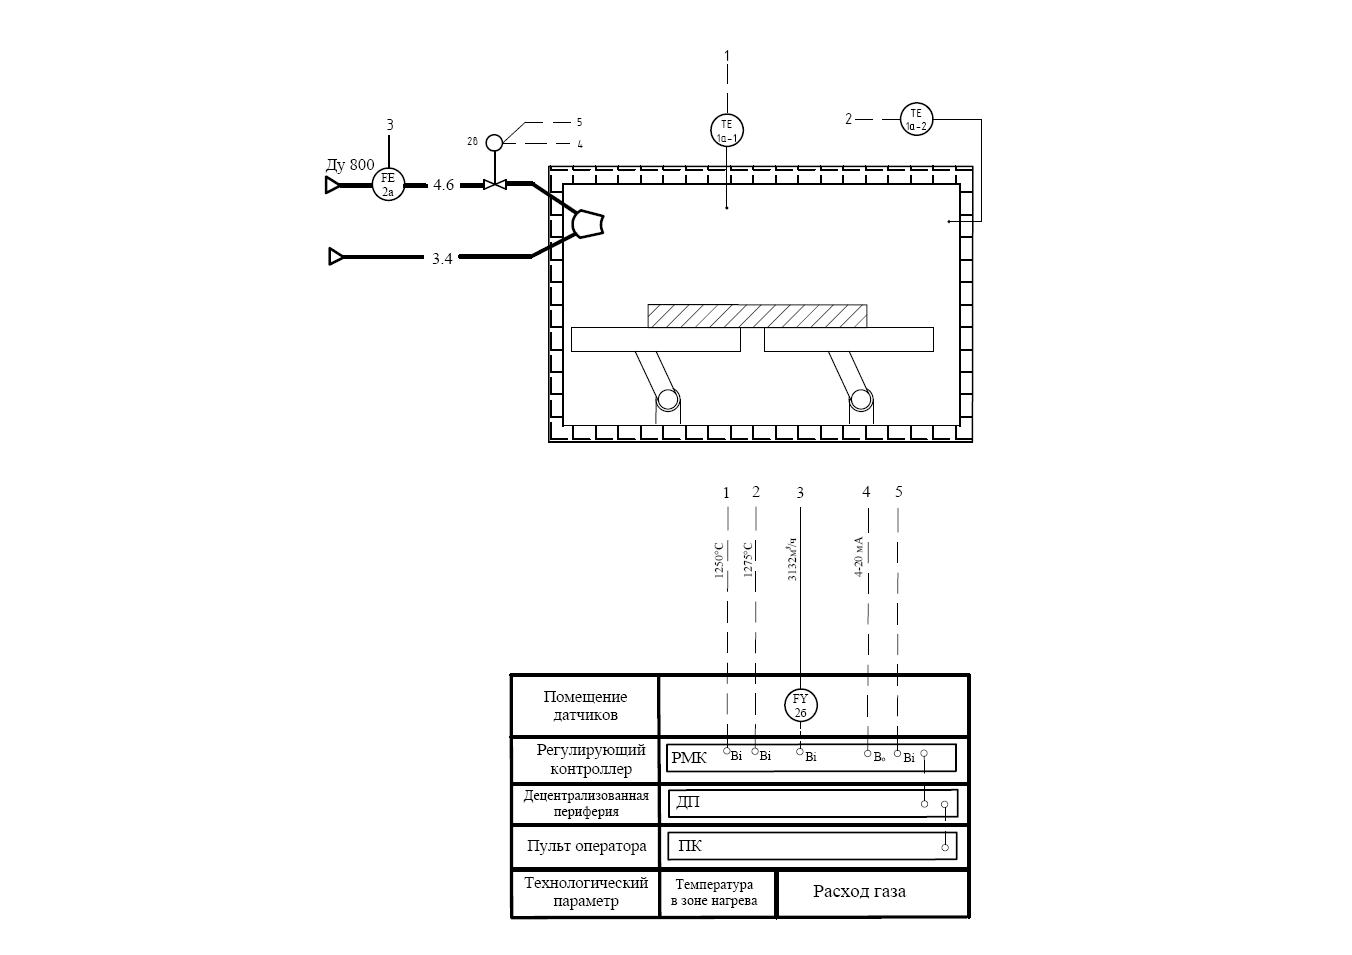 1
2
TE
1а-1
TE
1а-2
3
5
2в
4
Ду 800
FE
2а
4.6
3.4
1
2
3
4
5
1250°С
1275°С
3132м³/ч
4-20 мА
Помещение
датчиков
FY
2б
Регулирующий
контроллер
РМК
Bi
Bi
Bi
Bₒ
Bi
Децентрализованная
периферия
ДП
Пульт оператора
ПК
Технологический
параметр
Температура
в зоне нагрева
Расход газа